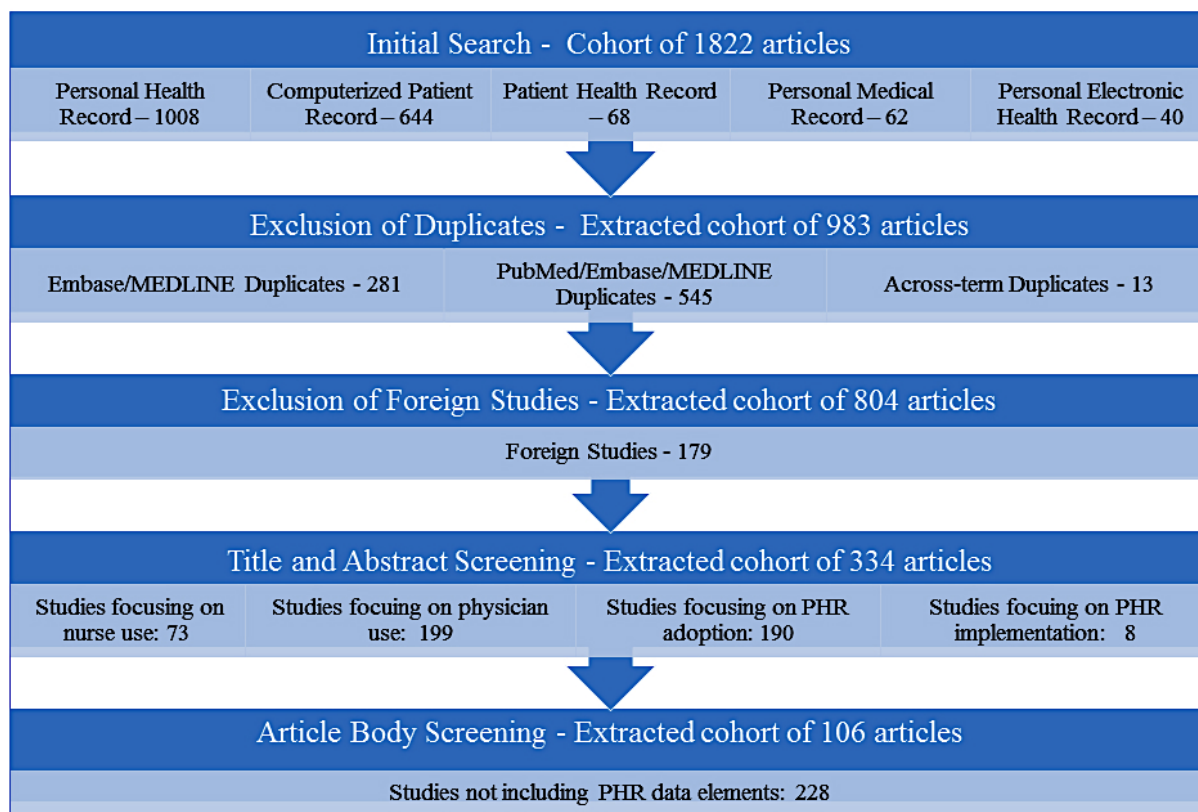 Initial Search - Cohort of 1822 articles
Personal Health
Record – 1008
Computerized Patient
Record – 644
Patient Health Record
– 68
Personal Medical
Record – 62
Personal Electronic
Health Record – 40
Exclusion of Duplicates - Extracted cohort of 983 articles
Embase/MEDLINE Duplicates - 281
PubMed/Embase/MEDLINE
Duplicates - 545
Across-term Duplicates - 13
Exclusion of Foreign Studies - Extracted cohort of 804 articles
Foreign Studies - 179
Title and Abstract Screening - Extracted cohort of 334 articles
Studies focusing on
nurse use: 73
Studies focuing on physician
use: 199
Studies focusing on PHR
adoption: 190
Studies focuing on PHR
implementation: 8
Article Body Screening - Extracted cohort of 106 articles
Studies not including PHR data elements: 228